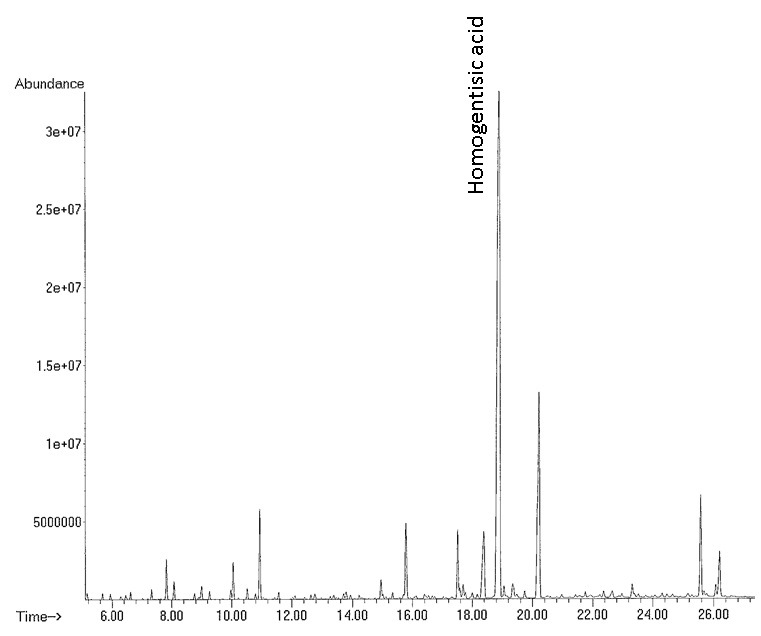 Homogentisic acid
Abundance
3e+07
2.5e+07
2e+07
1.5e+07
1e+07
5000000
6.00 8.00 10.00 12.00 14.00 16.00 18.00 20.00 22.00 24.00 26.00
Time-->